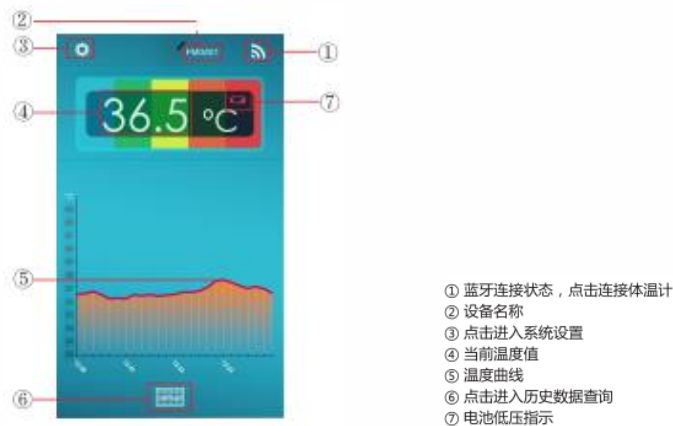 ②
③
①
④
36.5 °C
⑦
⑤
⑥
① 蓝牙连接状态，点击连接体温计
② 设备名称
③ 点击进入系统设置
④ 当前温度值
⑤ 温度曲线
⑥ 点击进入历史数据查询
⑦ 电池低压指示